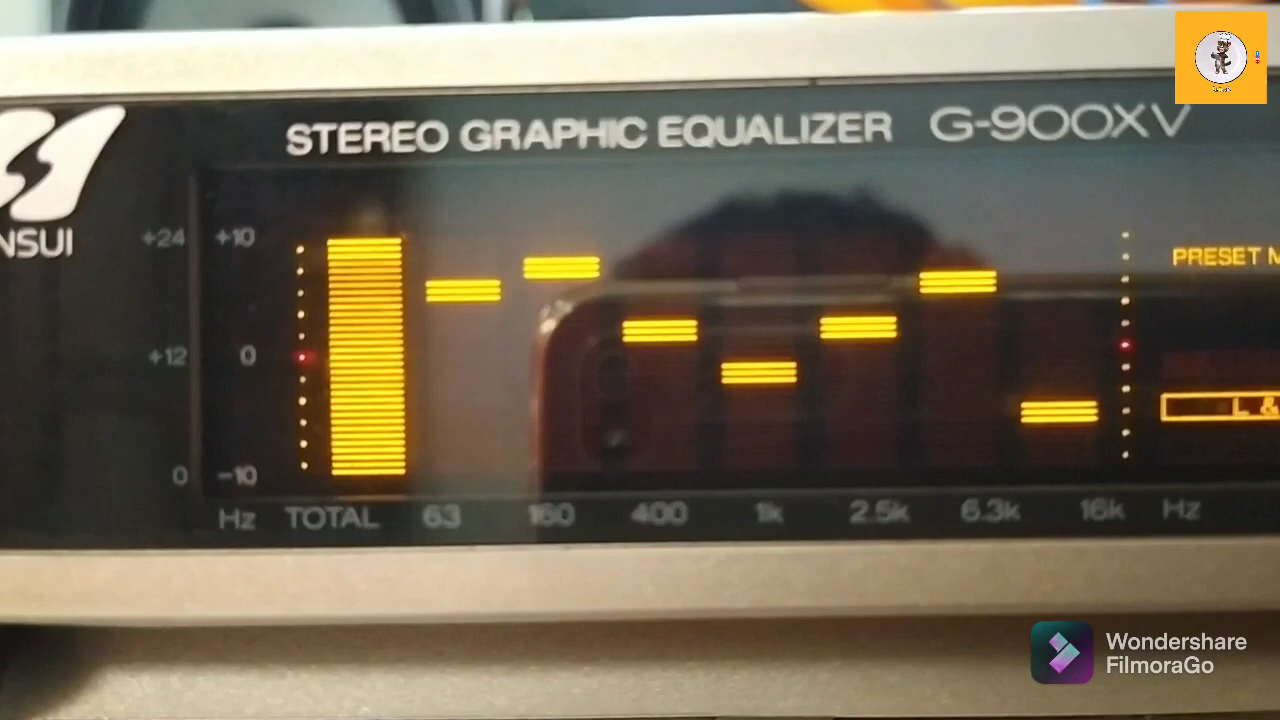 STEREO GRAPHIC EQUALIZER G-900XV
NSUI
+24 +10
PRESET M
+12 0
L &
0 -10
Hz TOTAL 63 160 400 1k 2.5k 6.3k 16k Hz
Wondershare
FilmoraGo